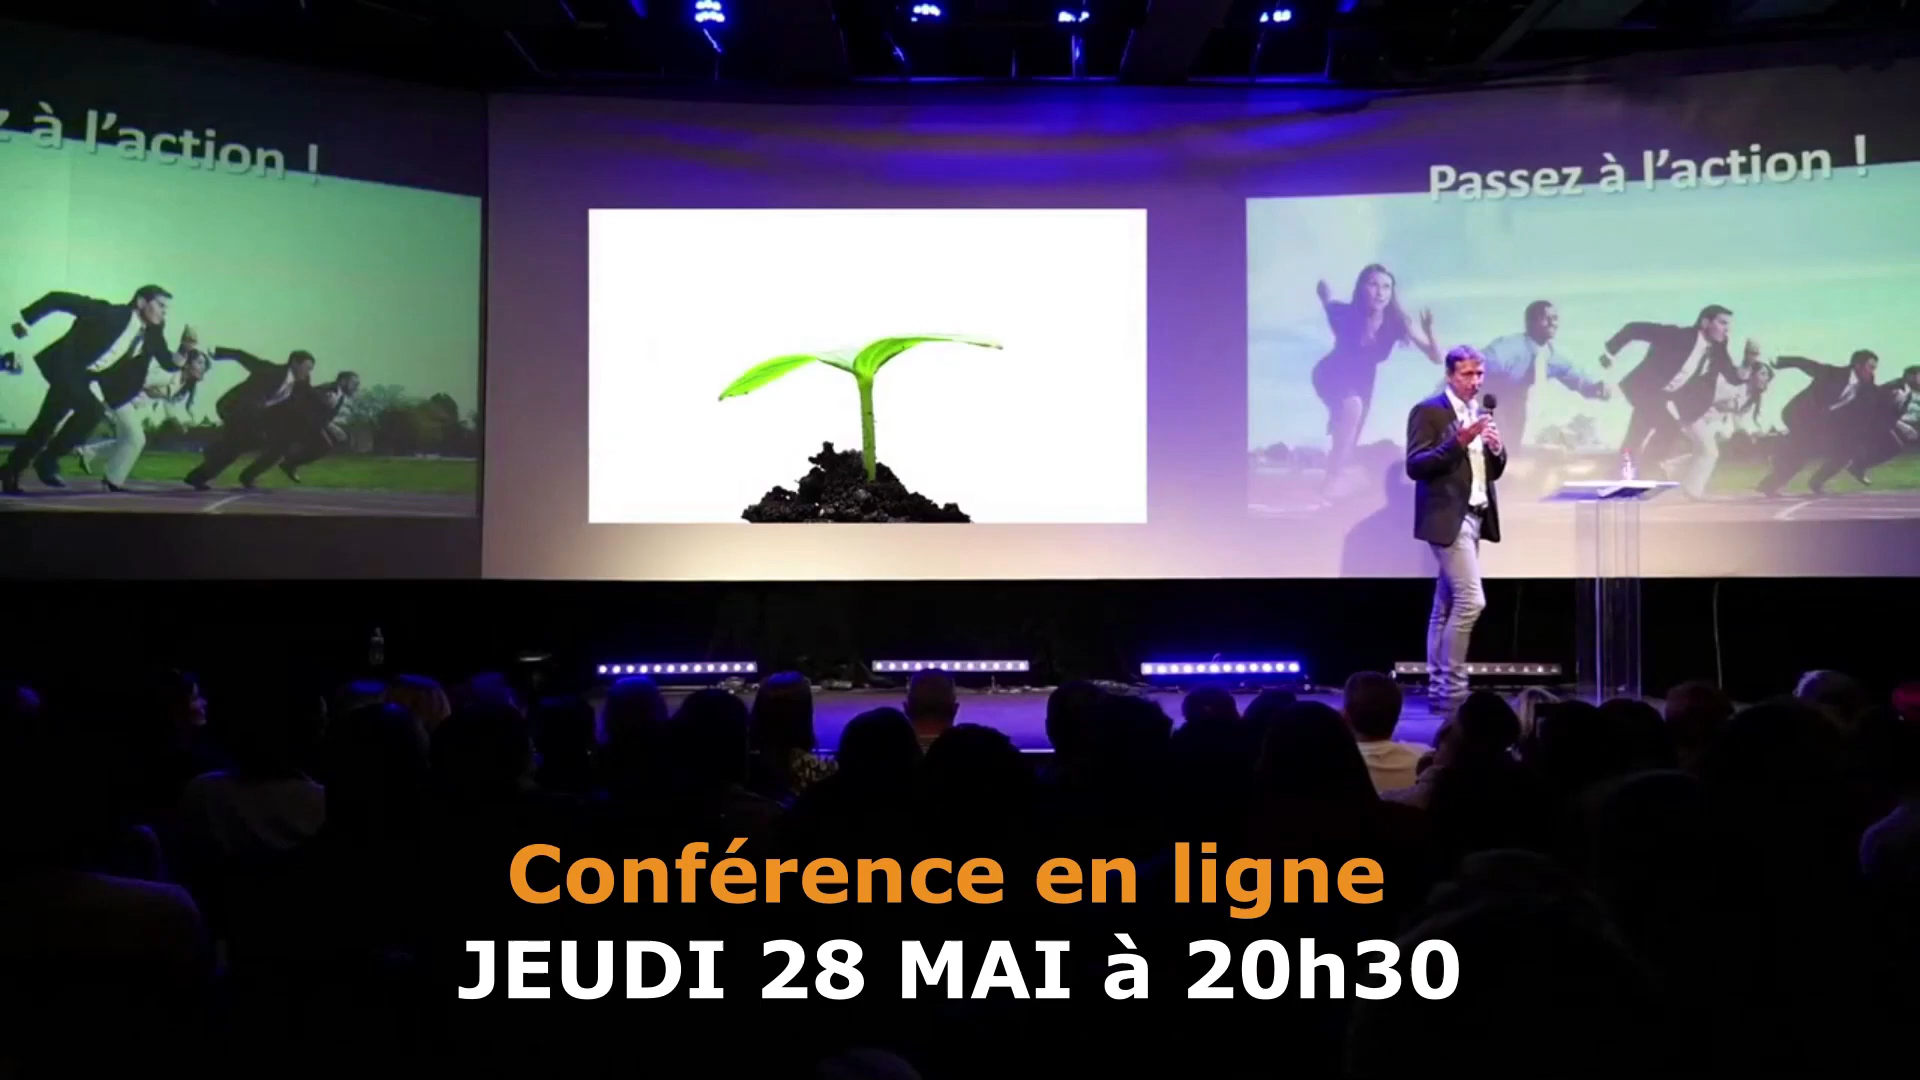 à l'action !
Passez à l'action !
Conférence en ligne
JEUDI 28 MAI à 20h30